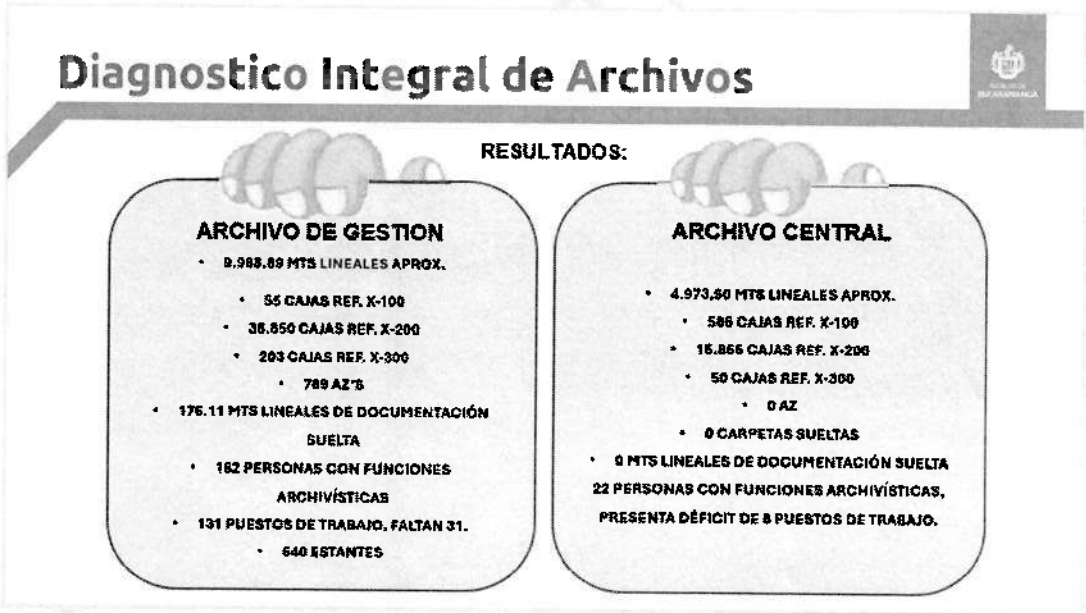 Diagnostico Integral de Archivos
BUCARAMANGA
RESULTADOS:
ARCHIVO DE GESTION
• 9.983.89 MTS LINEALES APROX.
• 55 CAJAS REF. X-100
• 36.650 CAJAS REF. X-200
• 203 CAJAS REF. X-300
• 789 AZ'S
• 176.11 MTS LINEALES DE DOCUMENTACIÓN
SUELTA
• 162 PERSONAS CON FUNCIONES
ARCHIVÍSTICAS
• 131 PUESTOS DE TRABAJO, FALTAN 31.
• 640 ESTANTES
ARCHIVO CENTRAL
• 4.973,50 MTS LINEALES APROX.
• 586 CAJAS REF. X-100
• 15.866 CAJAS REF. X-200
• 50 CAJAS REF. X-300
• 0 AZ
• 0 CARPETAS SUELTAS
• 0 MTS LINEALES DE DOCUMENTACIÓN SUELTA
22 PERSONAS CON FUNCIONES ARCHIVÍSTICAS,
PRESENTA DÉFICIT DE 8 PUESTOS DE TRABAJO.